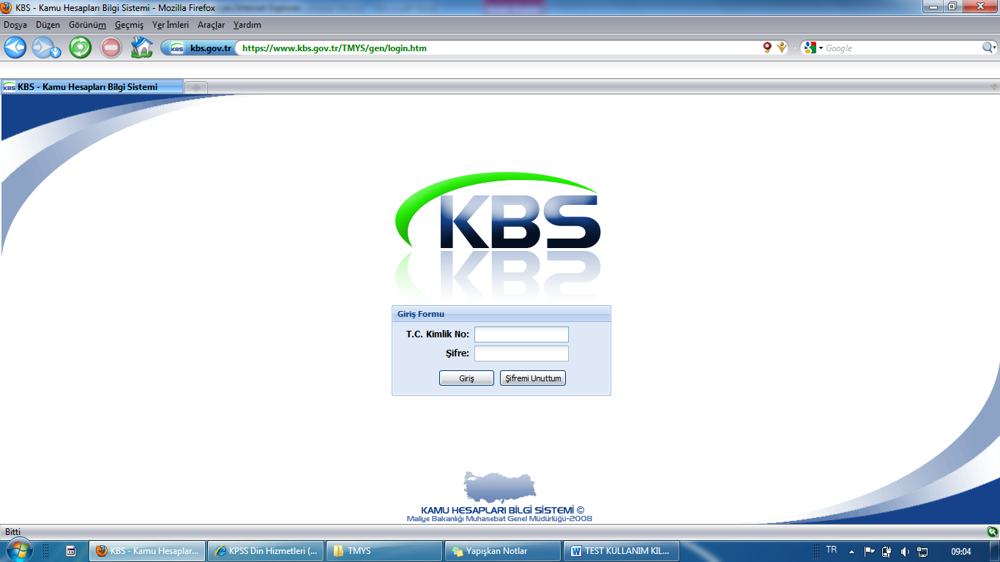 KBS - Kamu Hesapları Bilgi Sistemi - Mozilla Firefox
Dosya Düzen Görünüm Geçmiş Yer İmleri Araçlar Yardım
KBS kbs.gov.tr https://www.kbs.gov.tr/TMYS/gen/login.htm Google
KBS KBS - Kamu Hesapları Bilgi Sistemi
KBS
Giriş Formu
T.C. Kimlik No:
Şifre:
Giriş Şifremi Unuttum
KAMU HESAPLARI BİLGİ SİSTEMİ ©
Maliye Bakanlığı Muhasebat Genel Müdürlüğü-2008
Bitti
KBS - Kamu Hesaplar... KPSS Din Hizmetleri (... TMYS Yapışkan Notlar TEST KULLANIM KIL... TR 09:04